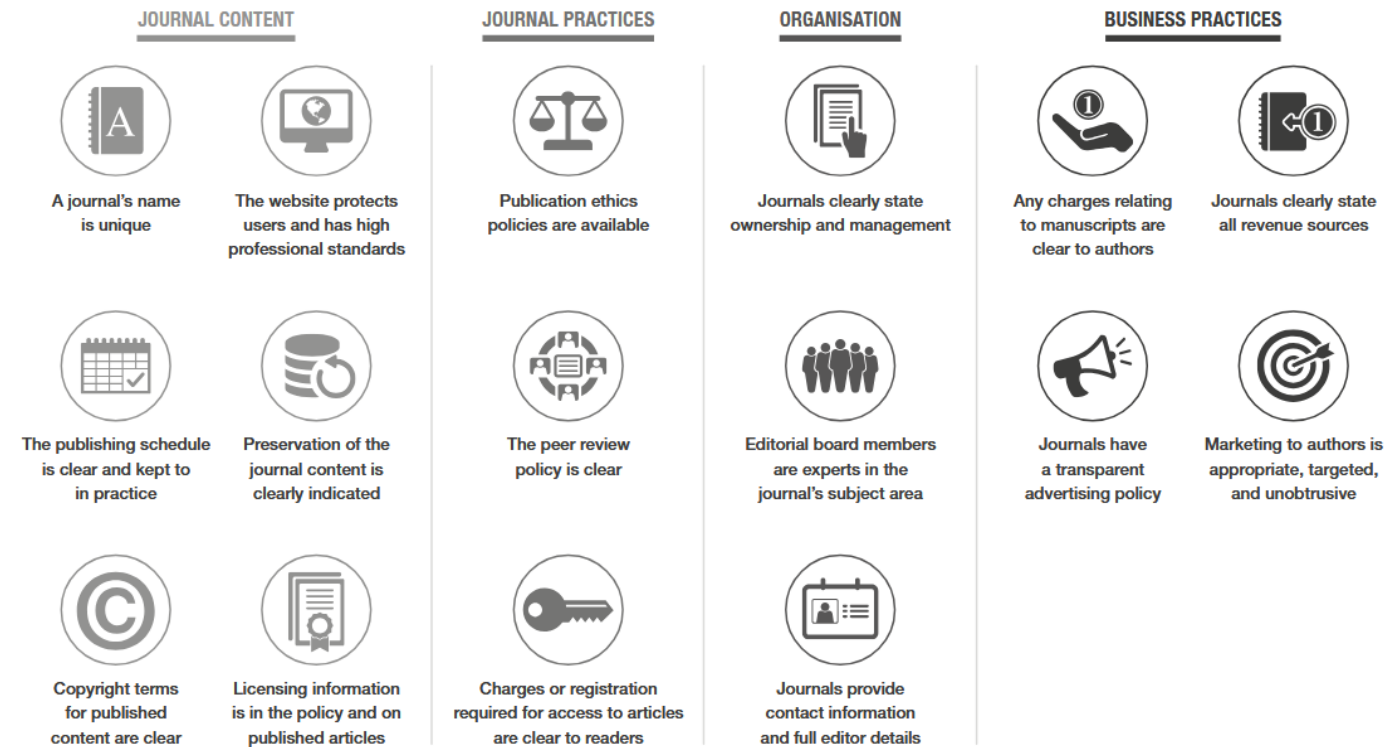 JOURNAL CONTENT
A
A journal's name
is unique
The website protects
users and has high
professional standards
The publishing schedule
is clear and kept to
in practice
Preservation of the
journal content is
clearly indicated
©
Copyright terms
for published
content are clear
Licensing information
is in the policy and on
published articles
JOURNAL PRACTICES
Publication ethics
policies are available
The peer review
policy is clear
Charges or registration
required for access to articles
are clear to readers
ORGANISATION
Journals clearly state
ownership and management
Editorial board members
are experts in the
journal's subject area
Journals provide
contact information
and full editor details
BUSINESS PRACTICES
1
Any charges relating
to manuscripts are
clear to authors
1
Journals clearly state
all revenue sources
Journals have
a transparent
advertising policy
Marketing to authors is
appropriate, targeted,
and unobtrusive